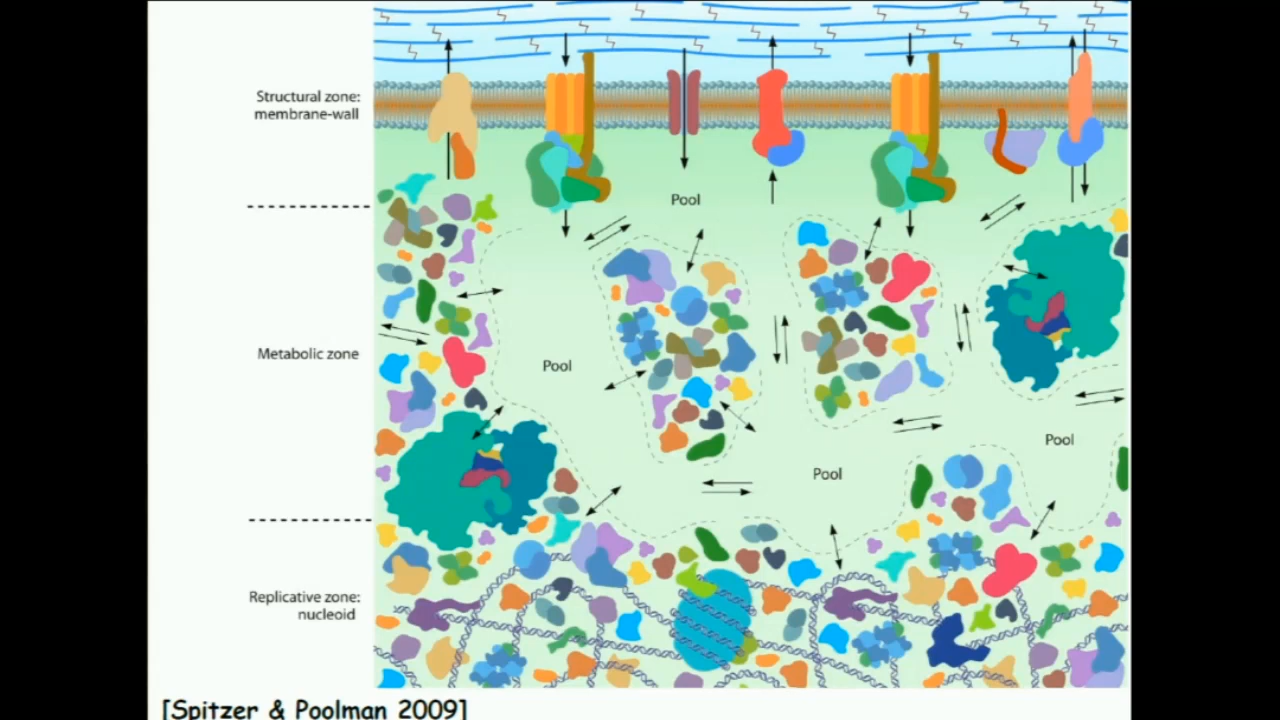 Structural zone:
membrane-wall
Pool
Metabolic zone
Pool
Pool
Pool
Replicative zone:
nucleoid
[Spitzer & Poolman 2009]